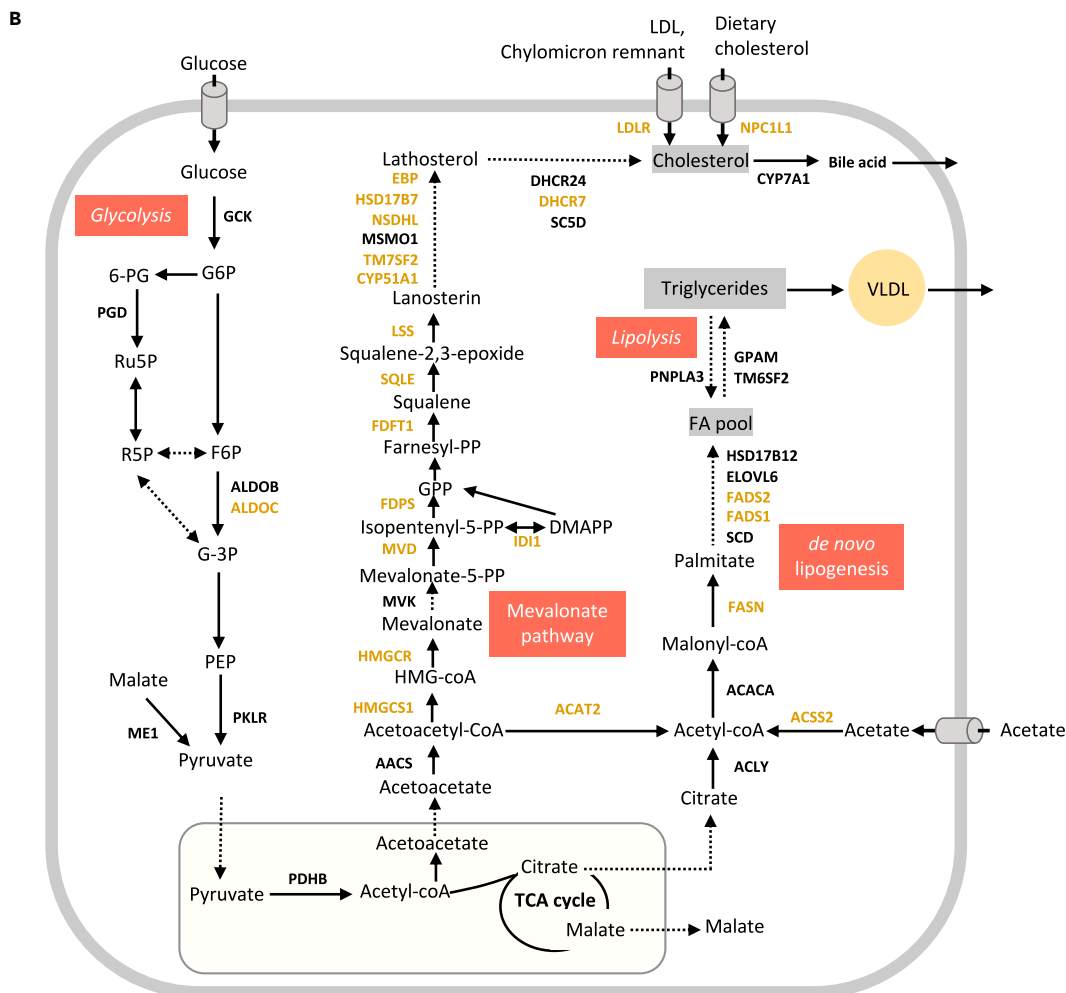 B
Glucose
Glucose
Glycolysis
GCK
6-PG
G6P
PGD
Ru5P
R5P
F6P
ALDOB
ALDOC
G-3P
PEP
Malate
ME1
PKLR
Pyruvate
Pyruvate
PDHB
Acetyl-coA
Acetoacetate
Citrate
TCA cycle
Malate
Malate
Acetoacetate
AACS
Acetoacetyl-CoA
HMGCS1
HMG-coA
HMGCR
Mevalonate
MVK
Mevalonate-5-PP
MVD
Isopentenyl-5-PP
IDI1
DMAPP
FDPS
GPP
Farnesyl-PP
FDFT1
Squalene
SQLE
Squalene-2,3-epoxide
LSS
Lanosterin
EBP
HSD17B7
NSDHL
MSMO1
TM7SF2
CYP51A1
Lathosterol
DHCR24
DHCR7
SC5D
Mevalonate
pathway
LDL,
Chylomicron remnant
Dietary
cholesterol
LDLR
NPC1L1
Cholesterol
CYP7A1
Bile acid
Triglycerides
VLDL
Lipolysis
PNPLA3
GPAM
TM6SF2
FA pool
HSD17B12
ELOVL6
FADS2
FADS1
SCD
de novo
lipogenesis
Palmitate
FASN
Malonyl-coA
ACACA
ACAT2
Acetyl-coA
ACSS2
Acetate
Acetate
ACLY
Citrate